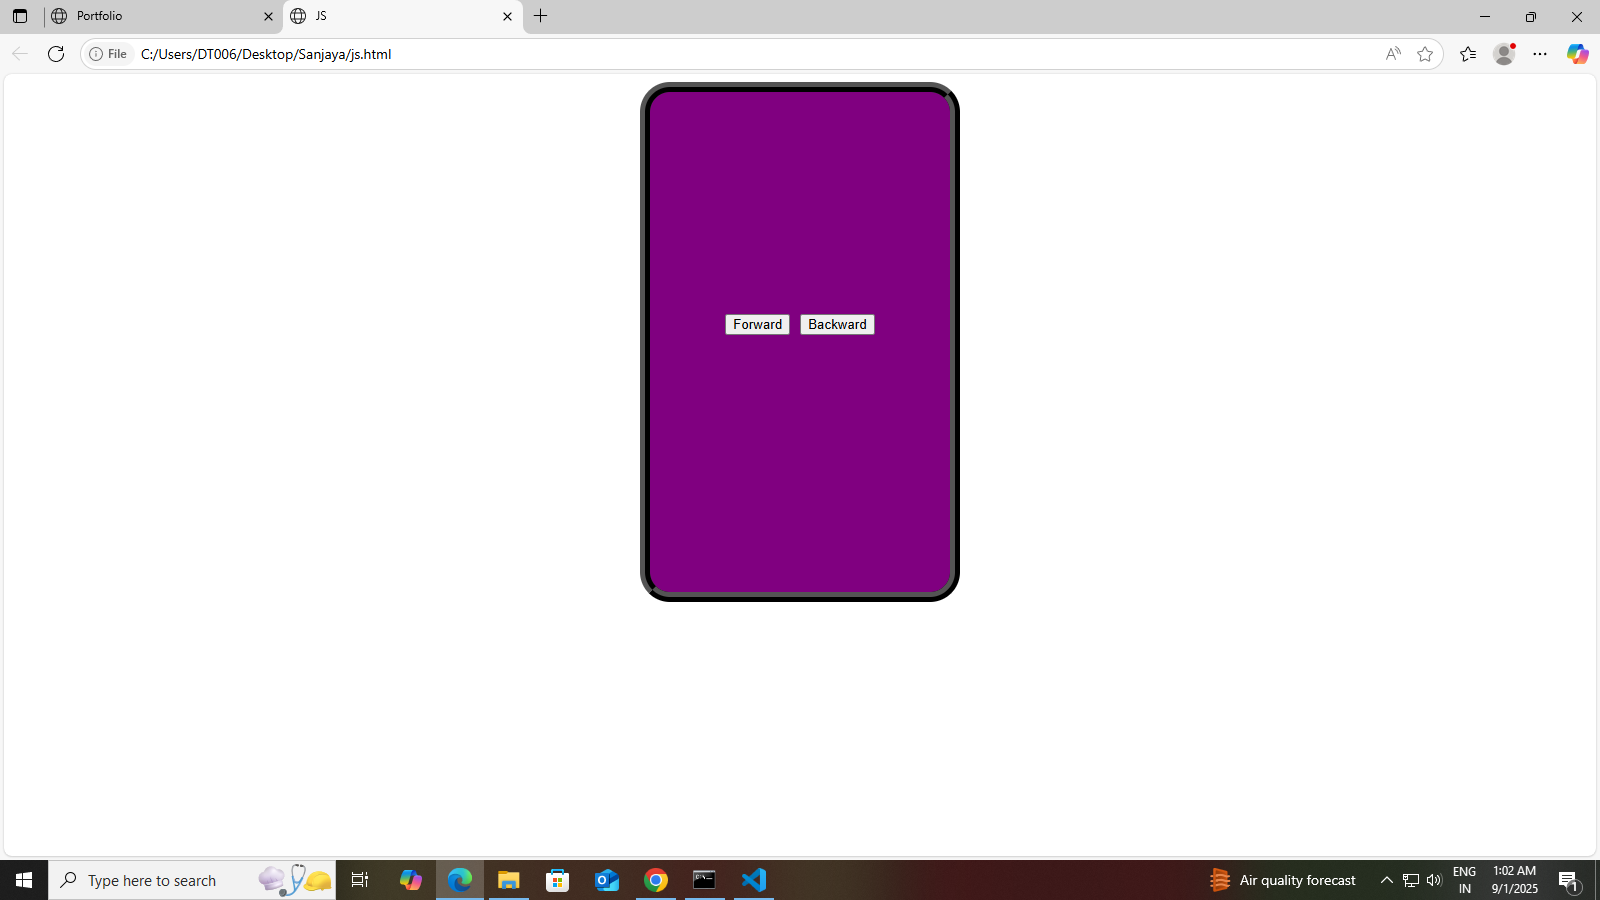 Portfolio
JS
File
C:/Users/DT006/Desktop/Sanjaya/js.html
Forward
Backward
Type here to search
Air quality forecast
ENG
IN
1:02 AM
9/1/2025
1